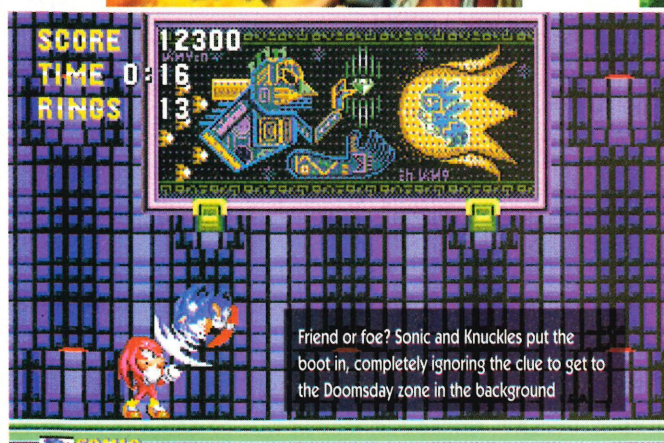 SCORE 12300
TIME 0:16
RINGS 13
Friend or foe? Sonic and Knuckles put the
boot in, completely ignoring the clue to get to
the Doomsday zone in the background
SONIC